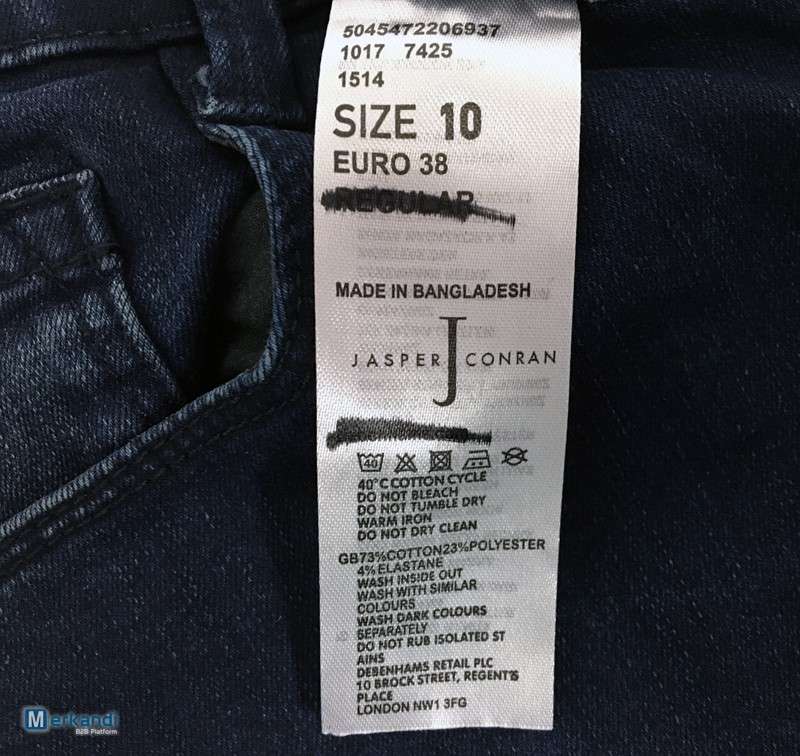 5045472206937
1017 7425
1514
SIZE 10
EURO 38
REGULAR
MADE IN BANGLADESH
J
JASPER CONRAN
40
40°C COTTON CYCLE
DO NOT BLEACH
DO NOT TUMBLE DRY
WARM IRON
DO NOT DRY CLEAN
GB73%COTTON23%POLYESTER
4%ELASTANE
WASH INSIDE OUT
WASH WITH SIMILAR
COLOURS
WASH DARK COLOURS
SEPARATELY
DO NOT RUB ISOLATED ST
AINS
DEBENHAMS RETAIL PLC
10 BROCK STREET, REGENT'S
PLACE
LONDON NW1 3FG
Merkandi
B2B Platform